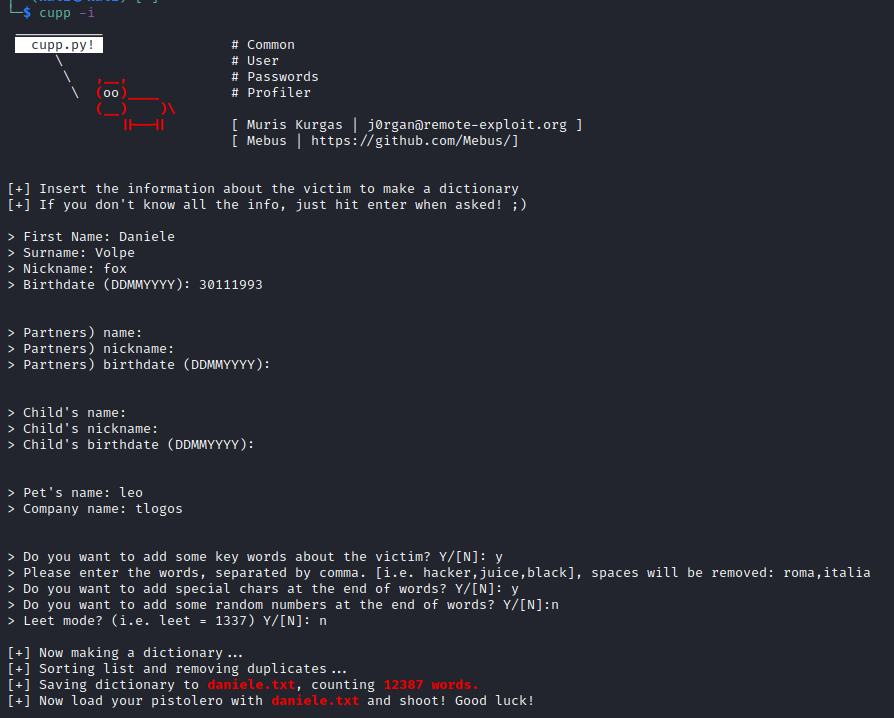 └─$ cupp -i
cupp.py! # Common
\ # User
\ ,__, # Passwords
\ (oo)____ # Profiler
(__) )\
||--|| [ Muris Kurgas | j0rgan@remote-exploit.org ]
[ Mebus | https://github.com/Mebus/]
[+] Insert the information about the victim to make a dictionary
[+] If you don't know all the info, just hit enter when asked! ;)
> First Name: Daniele
> Surname: Volpe
> Nickname: fox
> Birthdate (DDMMYYYY): 30111993
> Partners) name:
> Partners) nickname:
> Partners) birthdate (DDMMYYYY):
> Child's name:
> Child's nickname:
> Child's birthdate (DDMMYYYY):
> Pet's name: leo
> Company name: tlogos
> Do you want to add some key words about the victim? Y/[N]: y
> Please enter the words, separated by comma. [i.e. hacker,juice,black], spaces will be removed: roma,italia
> Do you want to add special chars at the end of words? Y/[N]: y
> Do you want to add some random numbers at the end of words? Y/[N]:n
> Leet mode? (i.e. leet = 1337) Y/[N]: n
[+] Now making a dictionary...
[+] Sorting list and removing duplicates...
[+] Saving dictionary to daniele.txt, counting 12387 words.
[+] Now load your pistolero with daniele.txt and shoot! Good luck!